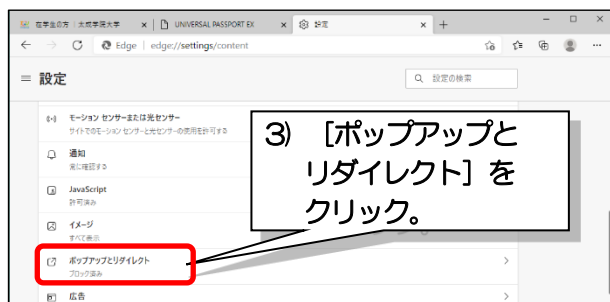 在学生の方 | 太成学院大学
UNIVERSAL PASSPORT EX
設定
Edge | edge://settings/content
設定
設定の検索
モーション センサーまたは光センサー
サイトでのモーション センサーと光センサーの使用を許可する
通知
常に確認する
JavaScript
許可済み
イメージ
すべて表示
ポップアップとリダイレクト
ブロック済み
広告
3) [ポップアップと
リダイレクト] を
クリック。